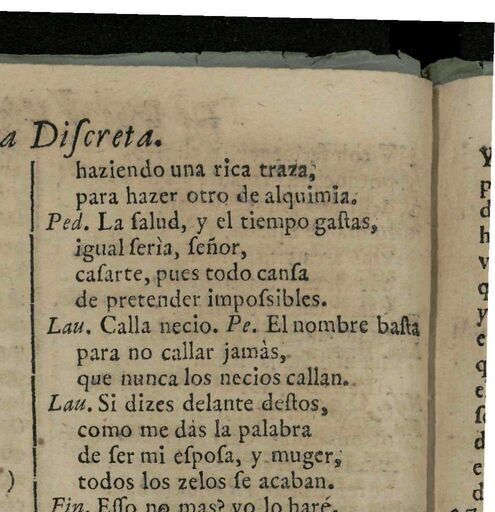 a Diſcreta.
haziendo una rica traza,
para hazer otro de alquimia.
Ped. La ſalud, y el tiempo gaſtas,
igual ſerìa, ſeñor,
caſarte, pues todo canſa
de pretender impoſsibles.
Lau. Calla necio. Pe. El nombre baſta
para no callar jamàs,
que nunca los necios callan.
Lau. Si dizes delante deſtos,
como me das la palabra
de ſer mi eſpoſa, y muger,
todos los zelos ſe acaban.
)
Fin. Eſſo no mas? yo lo haré.